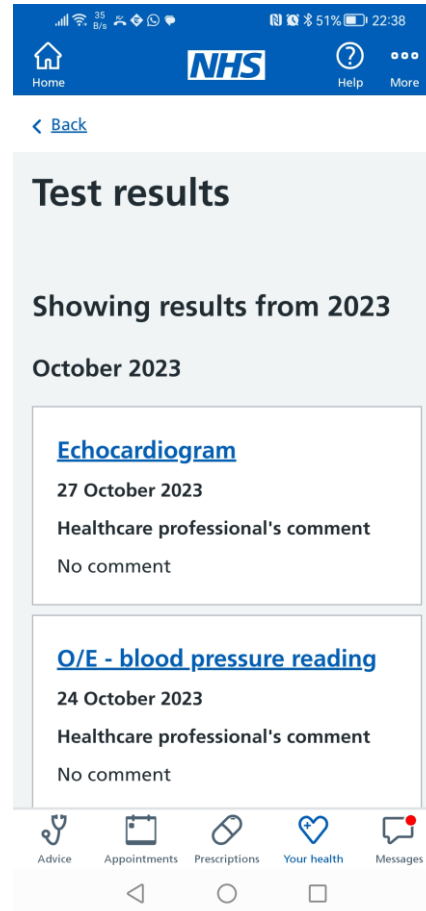 35 B/s 51% 22:38
Home NHS Help More
Back
Test results
Showing results from 2023
October 2023
Echocardiogram
27 October 2023
Healthcare professional's comment
No comment
O/E - blood pressure reading
24 October 2023
Healthcare professional's comment
No comment
Advice Appointments Prescriptions Your health Messages